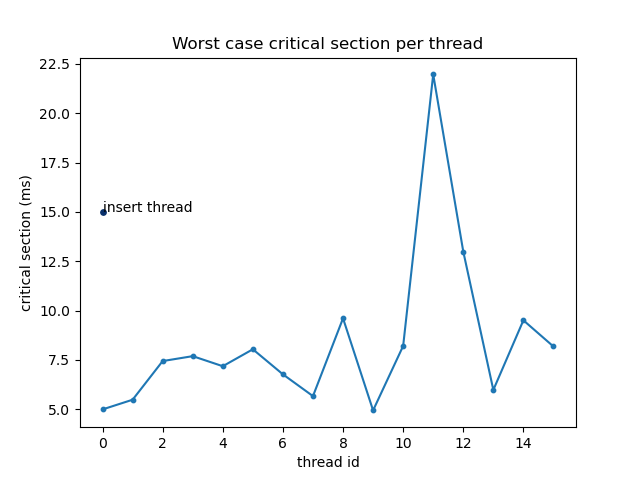 Worst case critical section per thread
22.5
20.0
17.5
15.0
12.5
10.0
7.5
5.0
critical section (ms)
insert thread
0 2 4 6 8 10 12 14
thread id